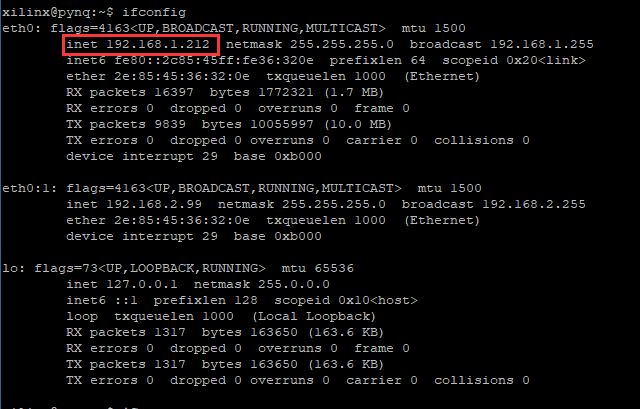 xilinx@pynq:~$ ifconfig
eth0: flags=4163<UP,BROADCAST,RUNNING,MULTICAST>  mtu 1500
        inet 192.168.1.212  netmask 255.255.255.0  broadcast 192.168.1.255
        inet6 fe80::2c85:45ff:fe36:320e  prefixlen 64  scopeid 0x20<link>
        ether 2e:85:45:36:32:0e  txqueuelen 1000  (Ethernet)
        RX packets 16397  bytes 1772321 (1.7 MB)
        RX errors 0  dropped 0  overruns 0  frame 0
        TX packets 9839  bytes 10055997 (10.0 MB)
        TX errors 0  dropped 0 overruns 0  carrier 0  collisions 0
        device interrupt 29  base 0xb000
eth0:1: flags=4163<UP,BROADCAST,RUNNING,MULTICAST>  mtu 1500
        inet 192.168.2.99  netmask 255.255.255.0  broadcast 192.168.2.255
        ether 2e:85:45:36:32:0e  txqueuelen 1000  (Ethernet)
        device interrupt 29  base 0xb000
lo: flags=73<UP,LOOPBACK,RUNNING>  mtu 65536
        inet 127.0.0.1  netmask 255.0.0.0
        inet6 ::1  prefixlen 128  scopeid 0x10<host>
        loop  txqueuelen 1000  (Local Loopback)
        RX packets 1317  bytes 163650 (163.6 KB)
        RX errors 0  dropped 0  overruns 0  frame 0
        TX packets 1317  bytes 163650 (163.6 KB)
        TX errors 0  dropped 0 overruns 0  carrier 0  collisions 0